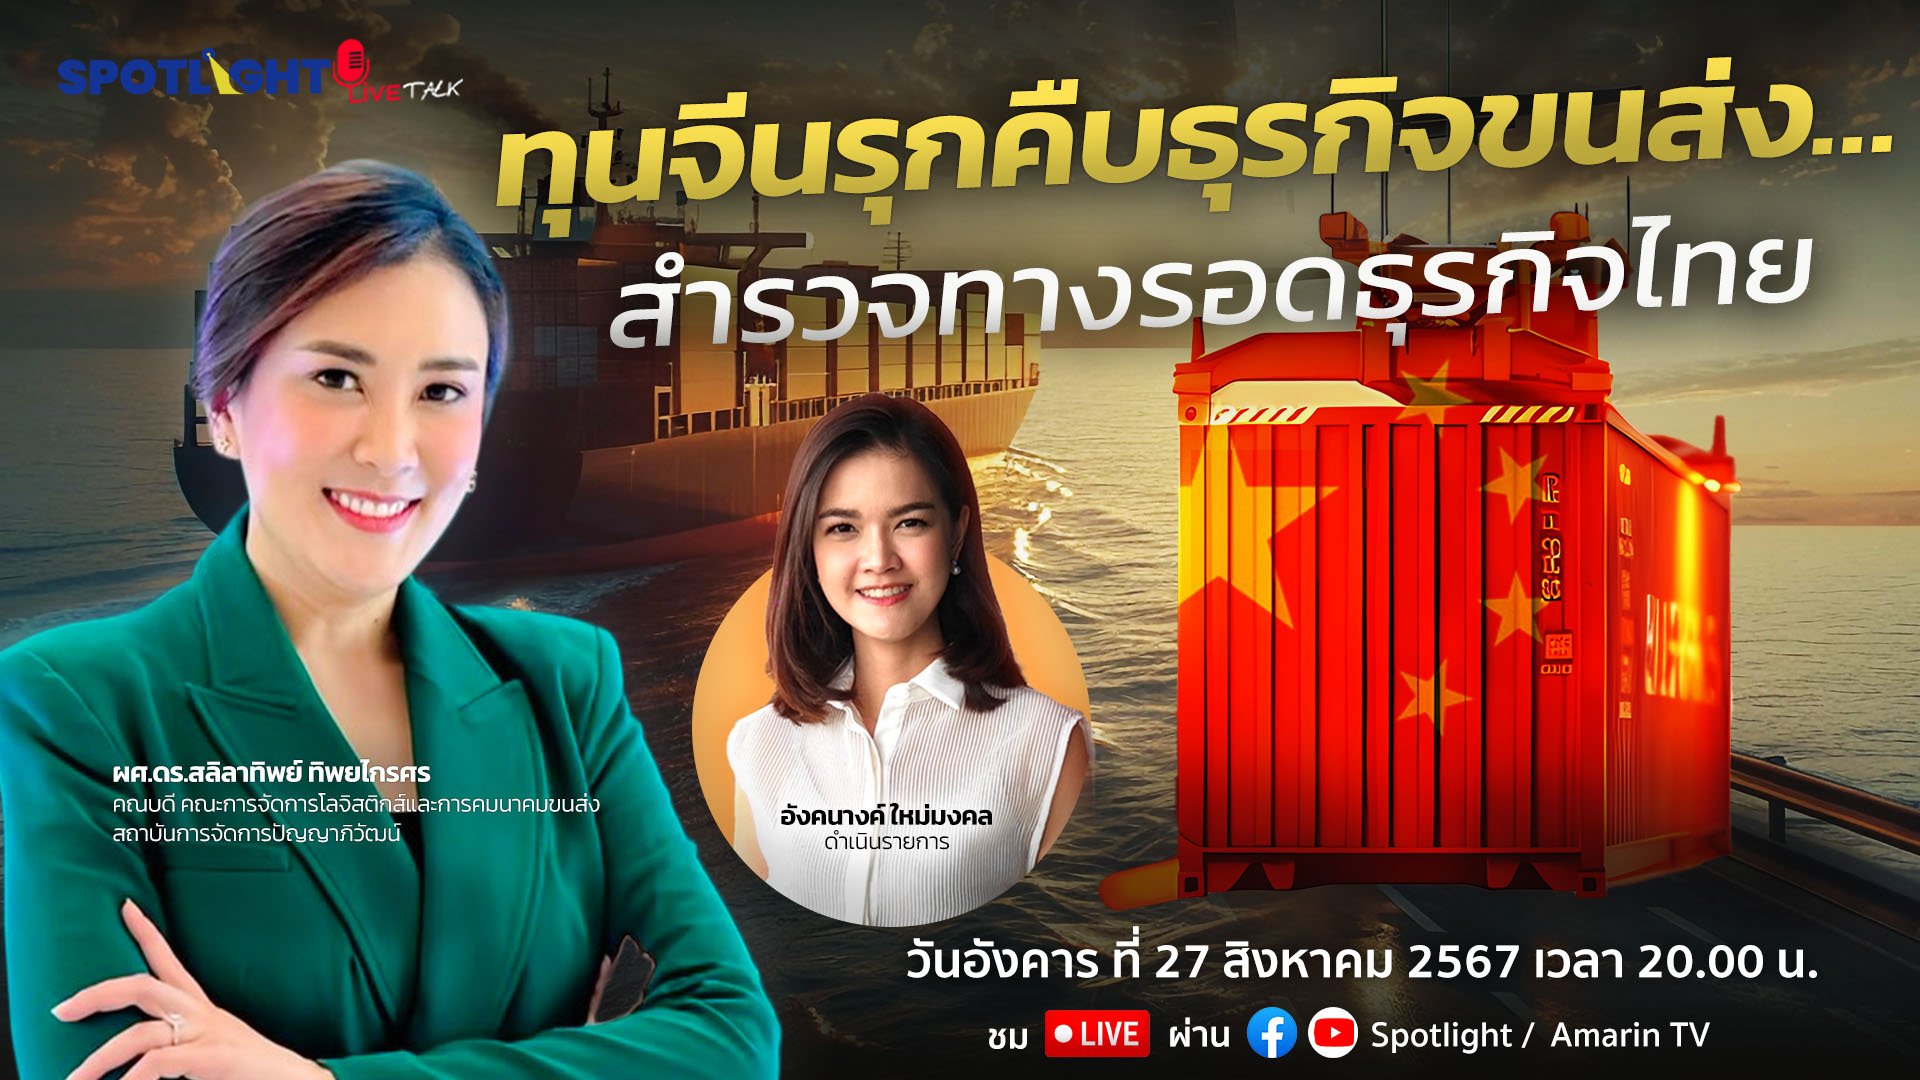 SPOTLIGHT LIVE TALK
ทุนจีนรุกคืบธุรกิจขนส่ง...
สำรวจทางรอดธุรกิจไทย
ผศ.ดร.สลิลาทิพย์ ทิพยไกรศร
คณบดี คณะการจัดการโลจิสติกส์และการคมนาคมขนส่ง
สถาบันการจัดการปัญญาภิวัฒน์
อังคนางค์ ใหม่มงคล
ดำเนินรายการ
วันอังคาร ที่ 27 สิงหาคม 2567 เวลา 20.00 น.
ชม LIVE ผ่าน Spotlight / Amarin TV